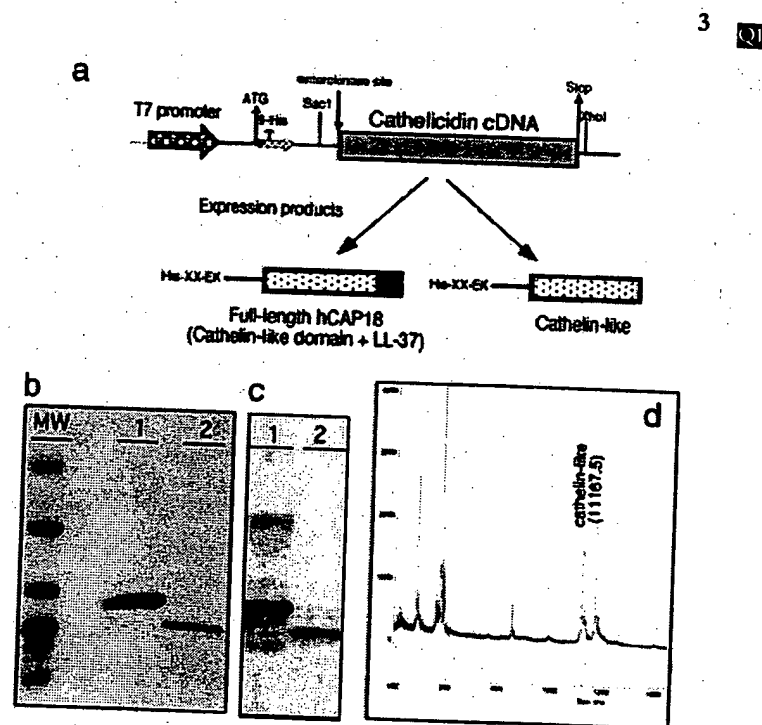 3
Q1
a
T7 promoter
ATG
6-His
Sac1
enterokinase site
Cathelicidin cDNA
Stop
XhoI
Expression products
His-XX-EK
Full-length hCAP18
(Cathelin-like domain + LL-37)
His-XX-EK
Cathelin-like
b
MW
1
2
c
1
2
d
cathelin-like
(11167.5)